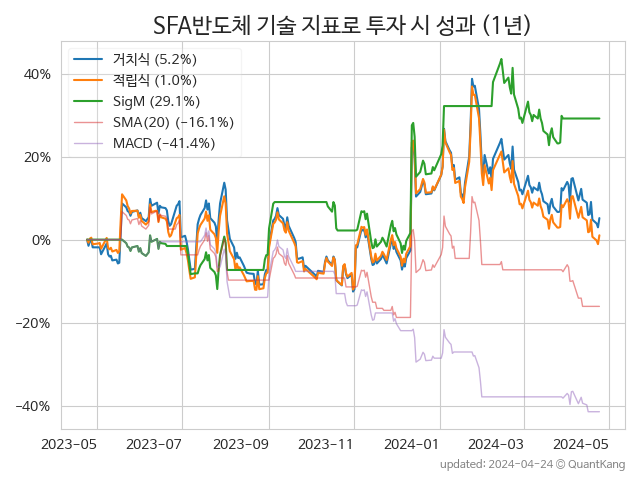 SFA반도체 기술 지표로 투자 시 성과 (1년)
거치식 (5.2%)
적립식 (1.0%)
SigM (29.1%)
SMA(20) (−16.1%)
MACD (−41.4%)
40%
20%
0%
−20%
−40%
2023-05 2023-07 2023-09 2023-11 2024-01 2024-03 2024-05
updated: 2024-04-24 © QuantKang